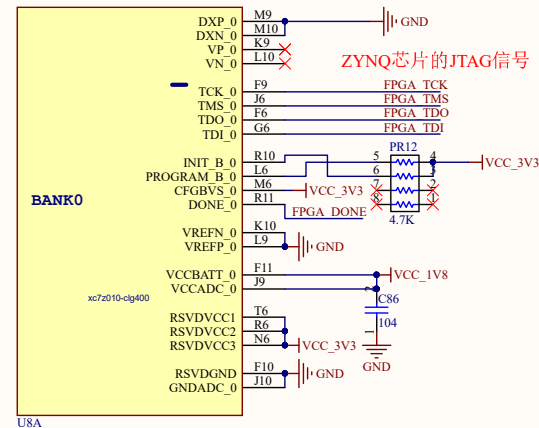 DXP_0 M9 GND
DXN_0 M10
VP_0 K9
VN_0 L10
ZYNQ芯片的JTAG信号
TCK_0 F9 FPGA_TCK
TMS_0 J6 FPGA_TMS
TDO_0 F6 FPGA_TDO
TDI_0 G6 FPGA_TDI
PR12
INIT_B_0 R10 5 4 VCC_3V3
PROGRAM_B_0 L6 6 3
CFGBVS_0 M6 VCC_3V3 7 2
DONE_0 R11 FPGA_DONE 8 1
4.7K
BANK0
VREFN_0 K10
VREFP_0 L9 GND
VCCBATT_0 F11 VCC_1V8
VCCADC_0 J9 2
xc7z010-clg400
C86
104
1
GND
RSVDVCC1 T6
RSVDVCC2 R6
RSVDVCC3 N6 VCC_3V3
RSVDGND F10 GND
GNDADC_0 J10
U8A